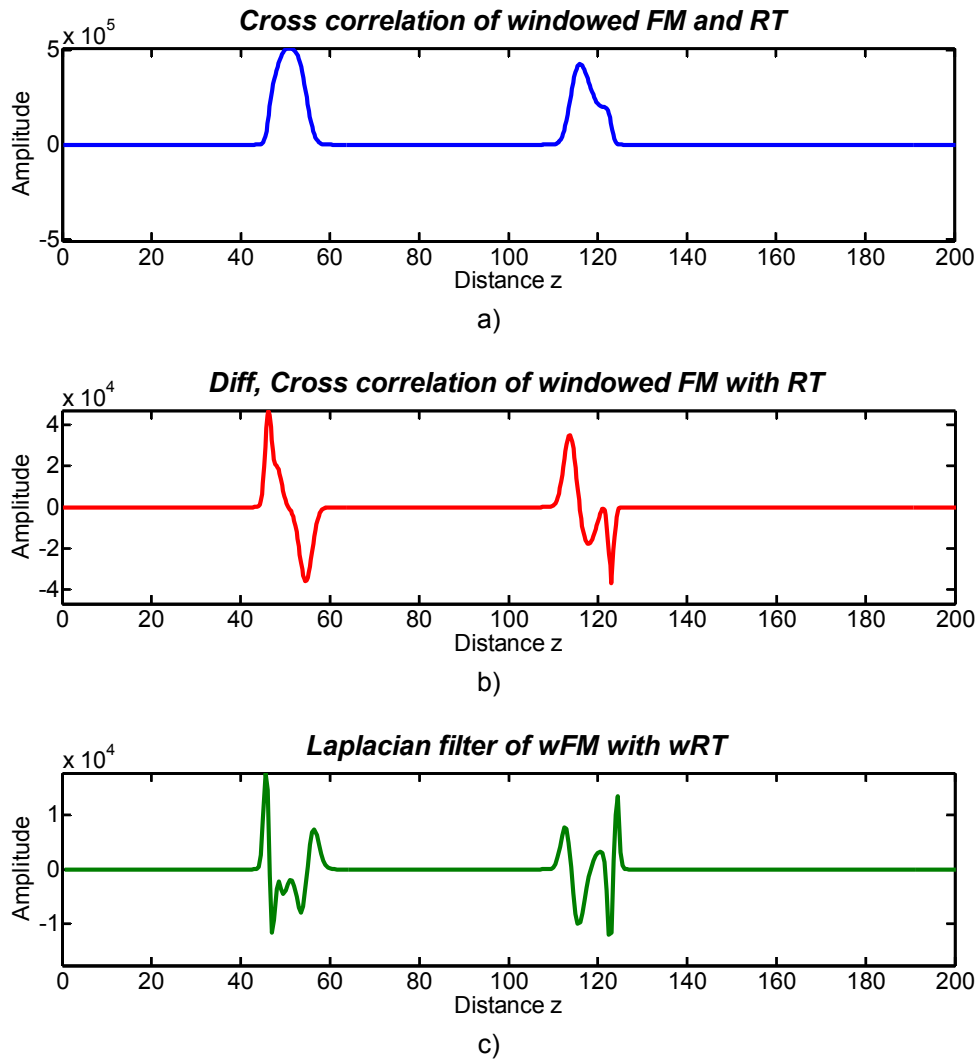 Cross correlation of windowed FM and RT
x 10^5
5
0
-5
Amplitude
0 20 40 60 80 100 120 140 160 180 200
Distance z
a)
Diff, Cross correlation of windowed FM with RT
x 10^4
4
2
0
-2
-4
Amplitude
0 20 40 60 80 100 120 140 160 180 200
Distance z
b)
Laplacian filter of wFM with wRT
x 10^4
1
0
-1
Amplitude
0 20 40 60 80 100 120 140 160 180 200
Distance z
c)